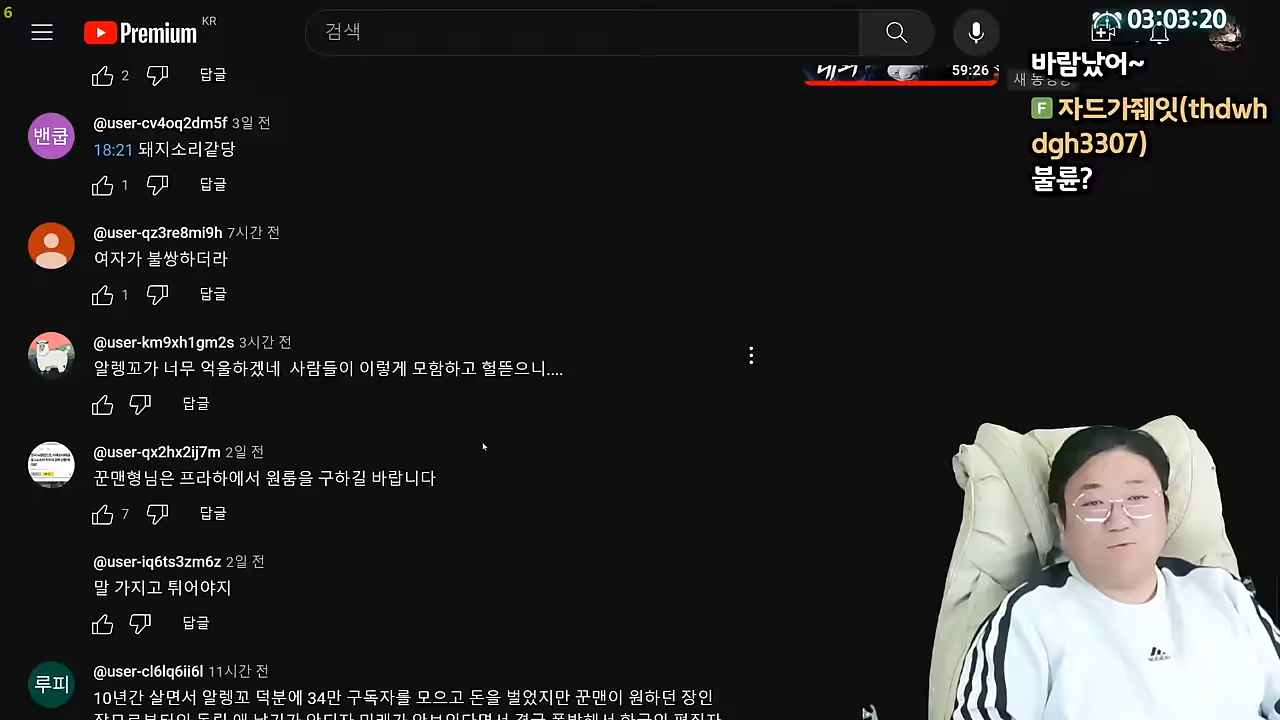 6
Premium KR
검색
03:03:20
바람났어~
F 자드가줴잇(thdwh
dgh3307)
불륜?
59:26
2 답글
밴쿱
@user-cv4oq2dm5f 3일 전
18:21 돼지소리같당
1 답글
@user-qz3re8mi9h 7시간 전
여자가 불쌍하더라
1 답글
@user-km9xh1gm2s 3시간 전
알렝꼬가 너무 억울하겠네 사람들이 이렇게 모함하고 헐뜯으니....
답글
@user-qx2hx2ij7m 2일 전
꾼맨형님은 프라하에서 원룸을 구하길 바랍니다
7 답글
@user-iq6ts3zm6z 2일 전
말 가지고 튀어야지
답글
루피
@user-cl6lq6ii6l 11시간 전
10년간 살면서 알렝꼬 덕분에 34만 구독자를 모으고 돈을 벌었지만 꾼맨이 원하던 장인